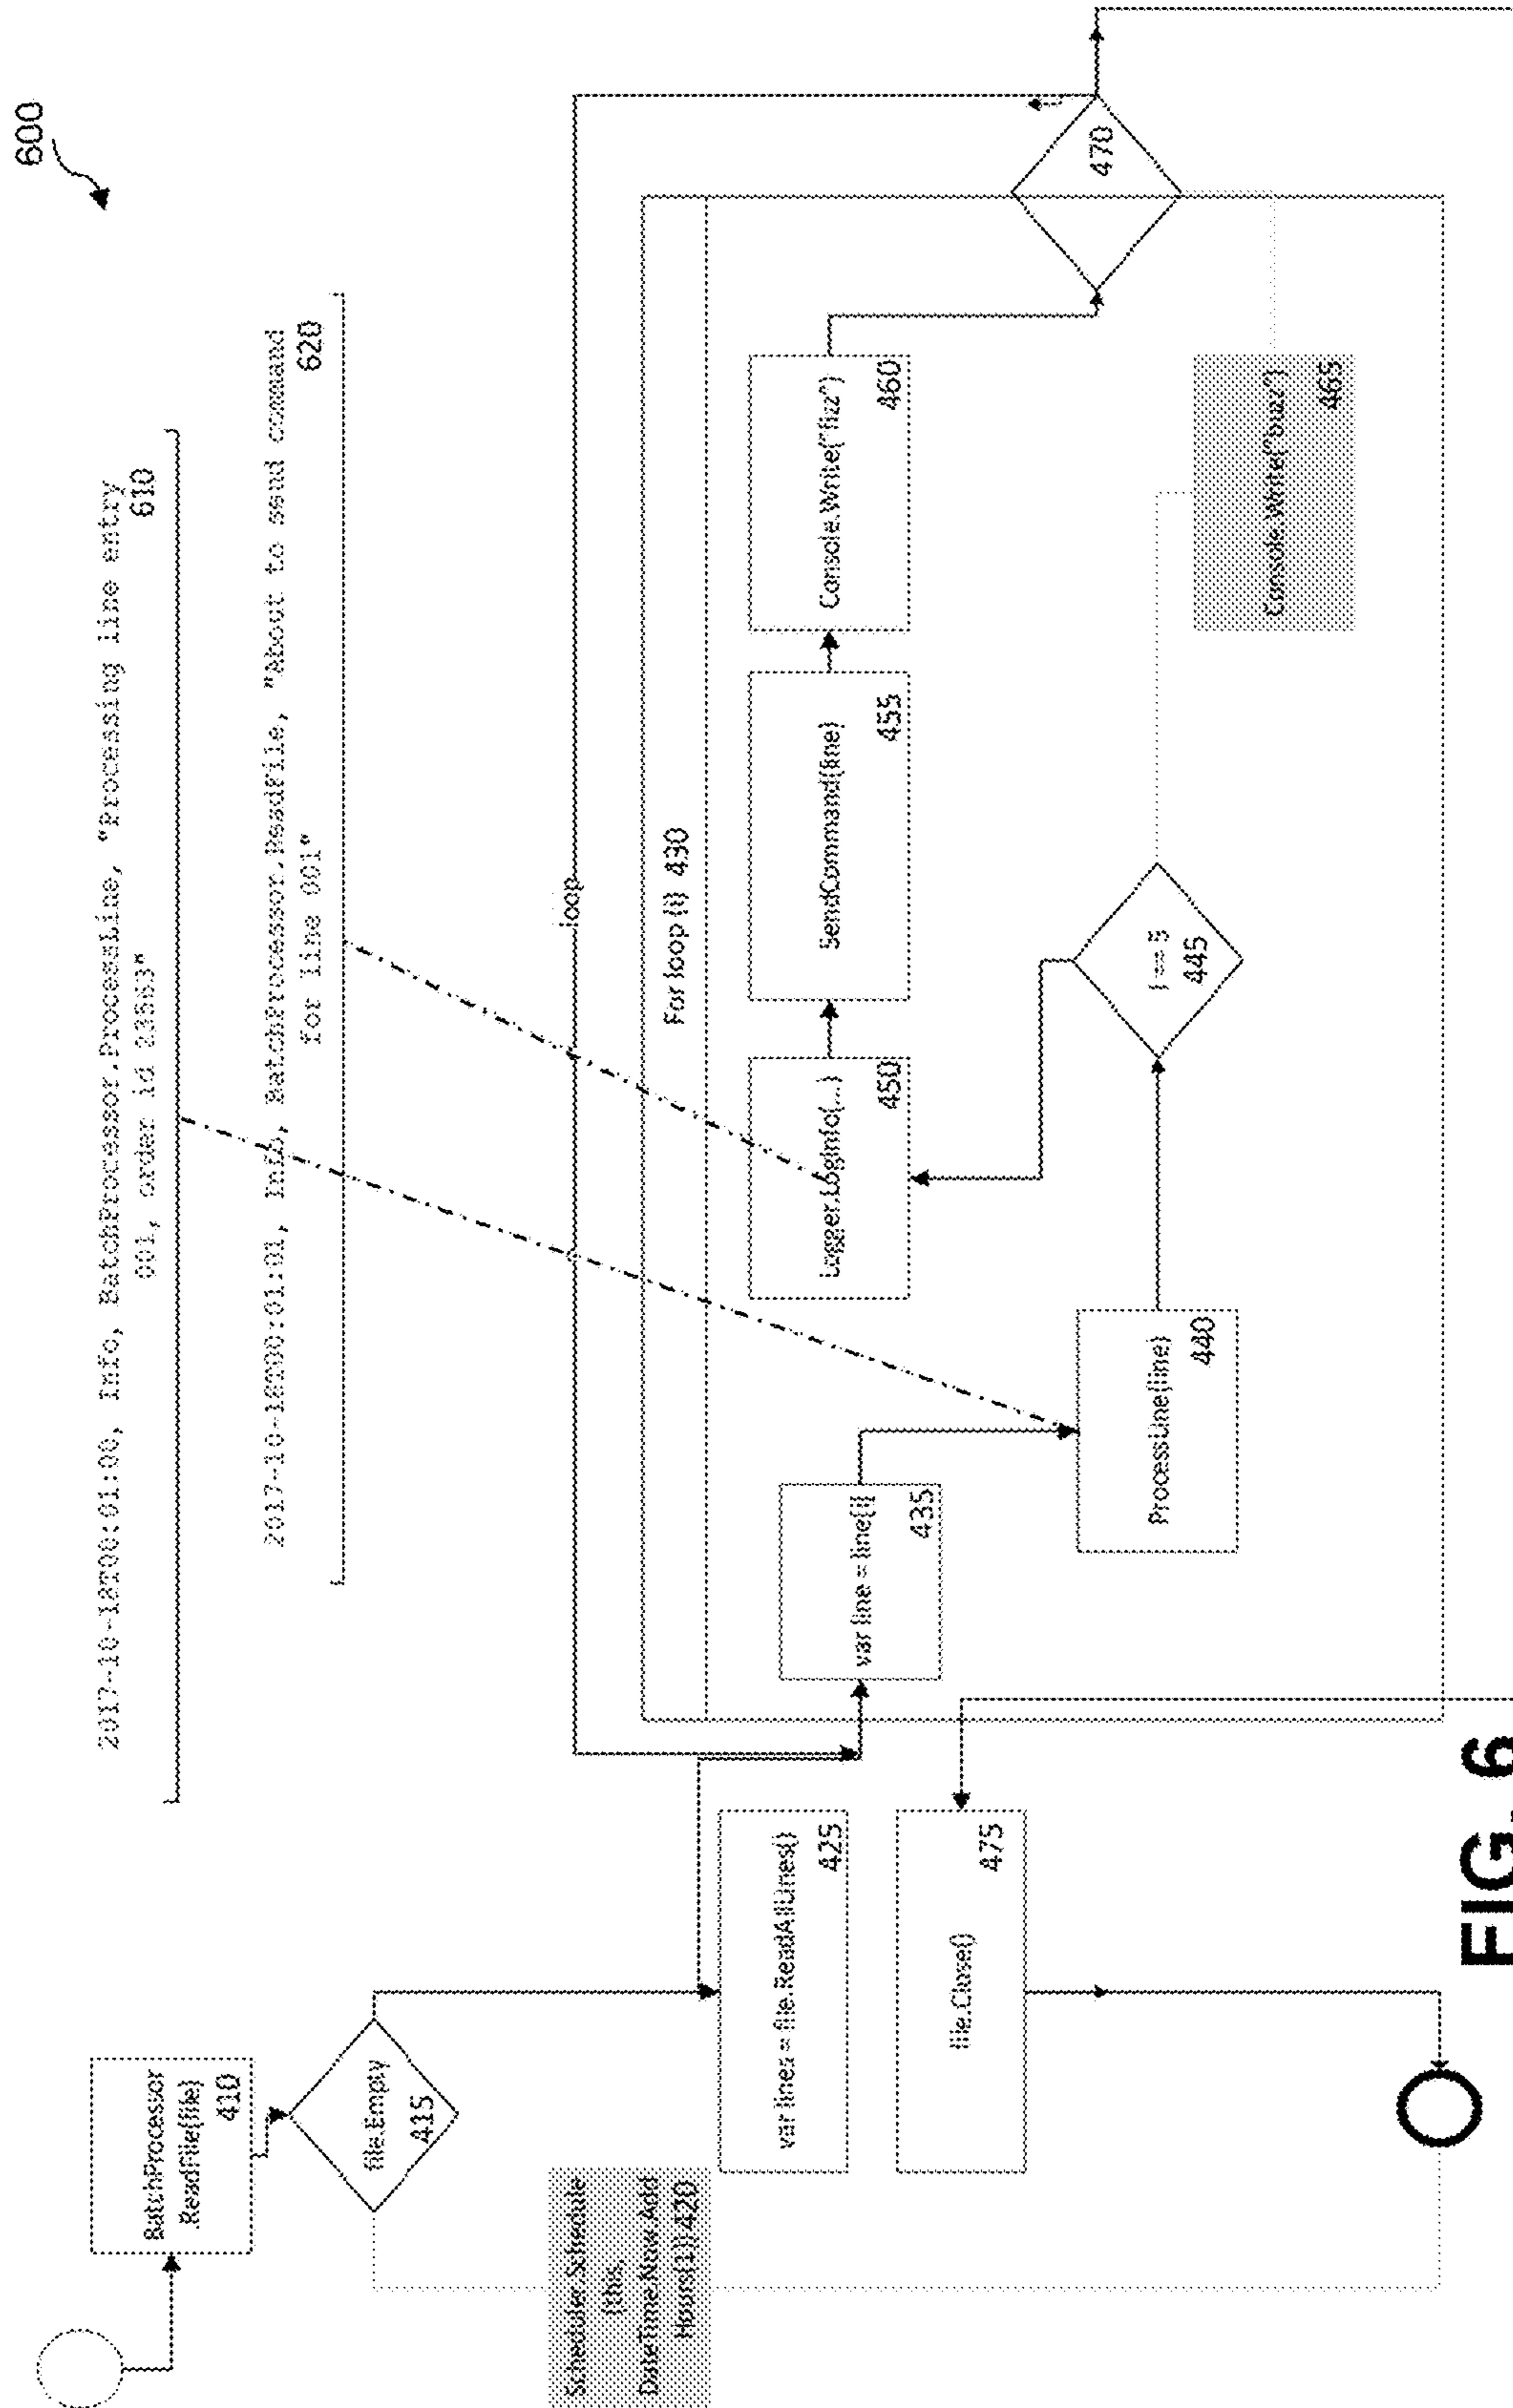 600
2017-10-18T00:01:00, Info, BatchProcessor.ProcessLine, "Processing line entry
001, order id 23563"
610
2017-10-18T00:01:01, Info, BatchProcessor.ReadFile, "About to send command
for line 001"
620
BatchProcessor
.ReadFile(file)
410
file.Empty
415
Scheduler.Schedule
(this,
DateTime.Now.Add
Hours(1)) 420
var lines = file.ReadAllLines()
425
file.Close()
475
loop
For loop (i) 430
var line = line[i]
435
ProcessLine(line)
440
i == 5
445
Logger.LogInfo(...)
450
SendCommand(line)
455
Console.Write("fizz")
460
Console.Write("buzz")
465
470
FIG. 6